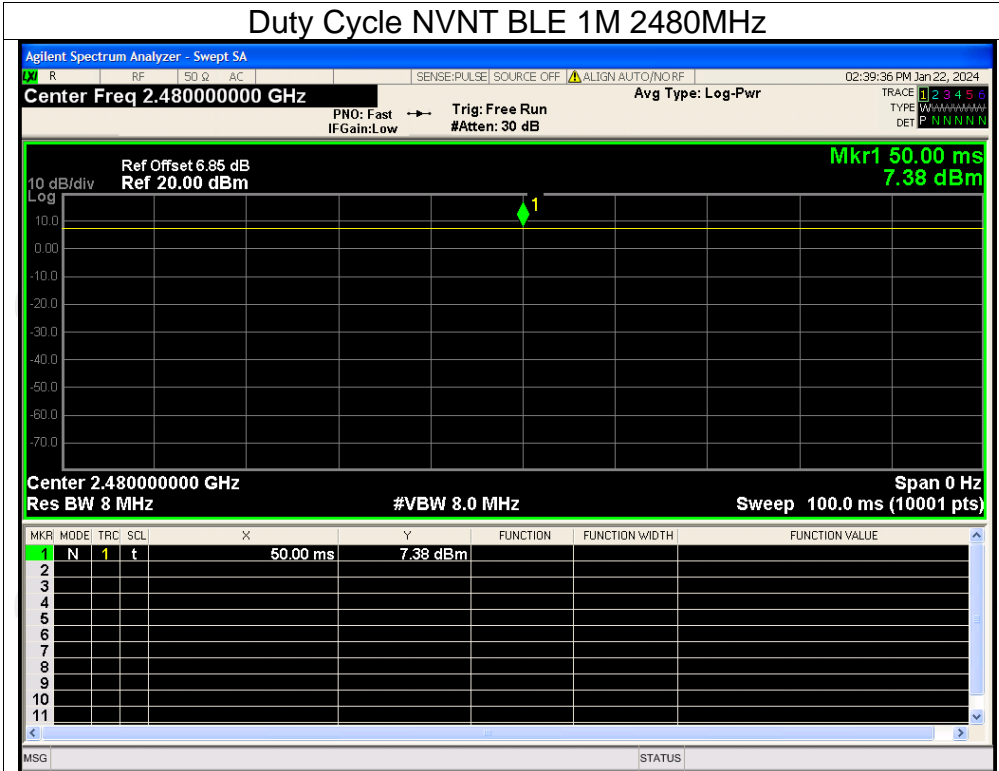 Duty Cycle NVNT BLE 1M 2480MHz
Agilent Spectrum Analyzer - Swept SA
LXI R RF 50 Ω AC SENSE:PULSE SOURCE OFF ALIGN AUTO/NO RF 02:39:36 PM Jan 22, 2024
Center Freq 2.480000000 GHz Avg Type: Log-Pwr TRACE 1 2 3 4 5 6
PNO: Fast Trig: Free Run TYPE WWWWWW
IFGain:Low #Atten: 30 dB DET P N N N N N
Mkr1 50.00 ms
Ref Offset 6.85 dB
10 dB/div Ref 20.00 dBm 7.38 dBm
Log
1
10.0
0.00
-10.0
-20.0
-30.0
-40.0
-50.0
-60.0
-70.0
Center 2.480000000 GHz Span 0 Hz
Res BW 8 MHz #VBW 8.0 MHz Sweep 100.0 ms (10001 pts)
MKR MODE TRC SCL X Y FUNCTION FUNCTION WIDTH FUNCTION VALUE
1 N 1 t 50.00 ms 7.38 dBm
2
3
4
5
6
7
8
9
10
11
MSG STATUS